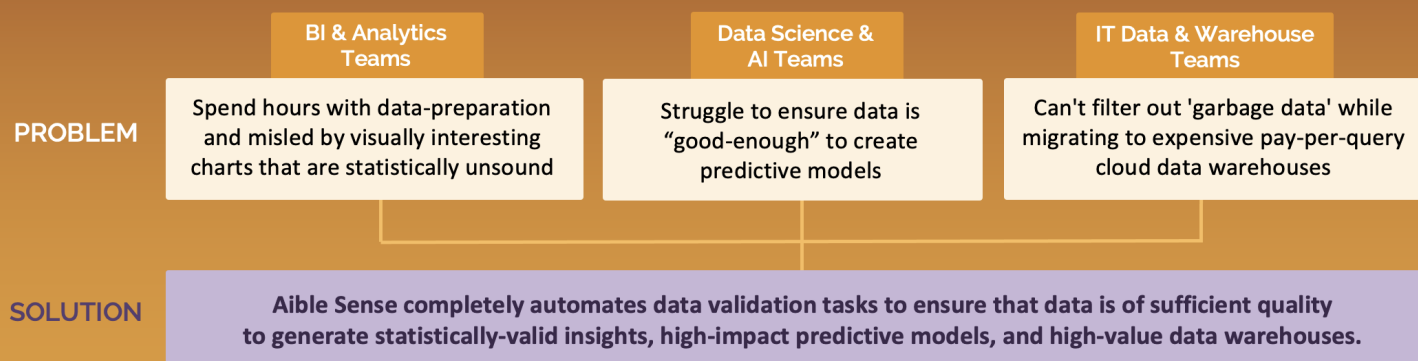 BI & Analytics
Teams
Data Science &
AI Teams
IT Data & Warehouse
Teams
PROBLEM
Spend hours with data-preparation
and misled by visually interesting
charts that are statistically unsound
Struggle to ensure data is
“good-enough” to create
predictive models
Can't filter out 'garbage data' while
migrating to expensive pay-per-query
cloud data warehouses
SOLUTION
Aible Sense completely automates data validation tasks to ensure that data is of sufficient quality
to generate statistically-valid insights, high-impact predictive models, and high-value data warehouses.